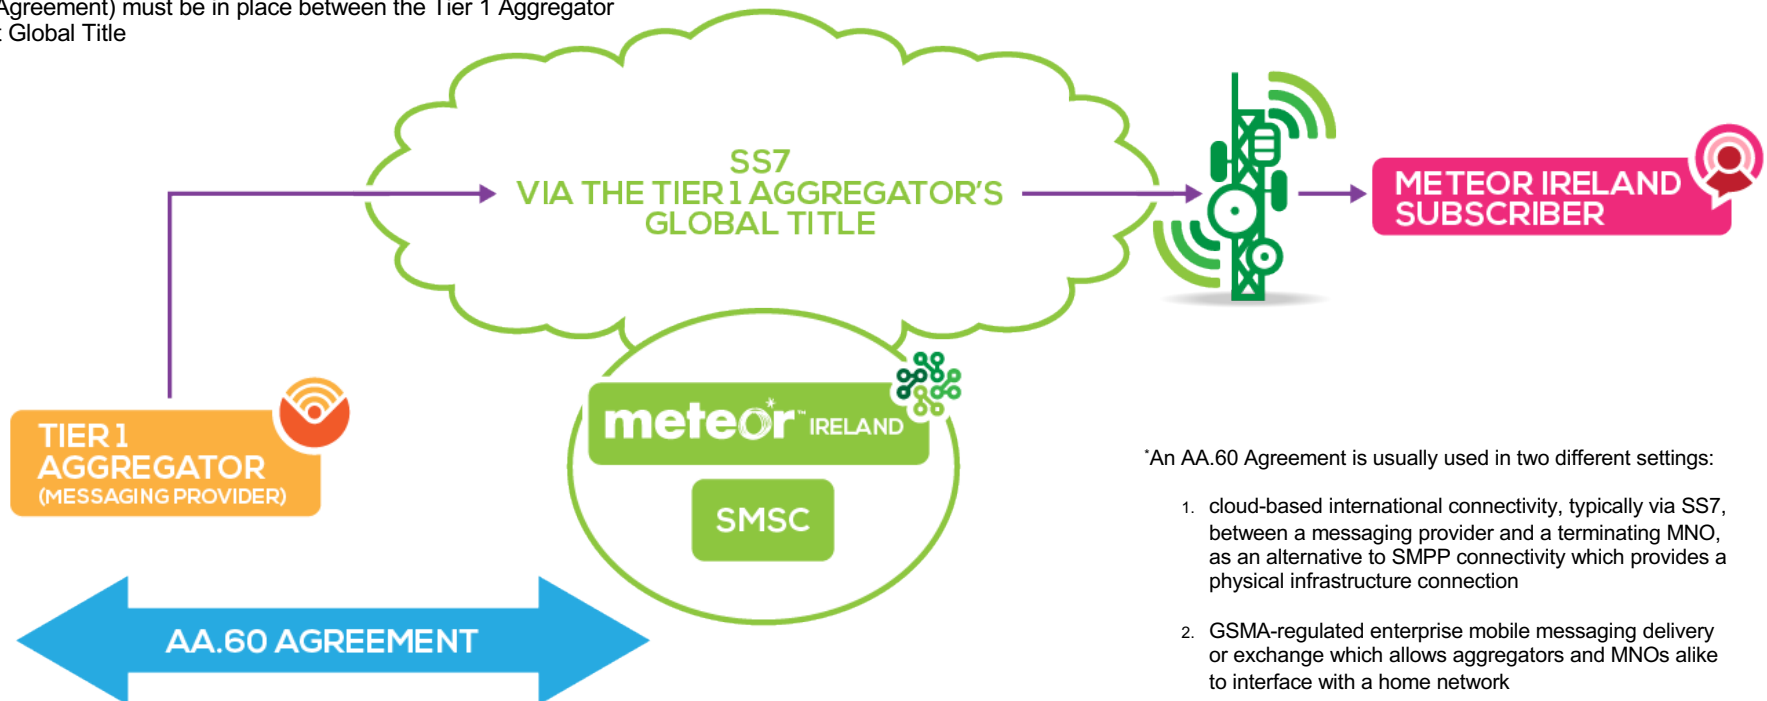 Agreement) must be in place between the Tier 1 Aggregator
t Global Title
SS7
VIA THE TIER 1 AGGREGATOR'S
GLOBAL TITLE
METEOR IRELAND
SUBSCRIBER
TIER 1
AGGREGATOR
(MESSAGING PROVIDER)
meteor™ IRELAND
SMSC
AA.60 AGREEMENT
*An AA.60 Agreement is usually used in two different settings:
1. cloud-based international connectivity, typically via SS7,
between a messaging provider and a terminating MNO,
as an alternative to SMPP connectivity which provides a
physical infrastructure connection
2. GSMA-regulated enterprise mobile messaging delivery
or exchange which allows aggregators and MNOs alike
to interface with a home network